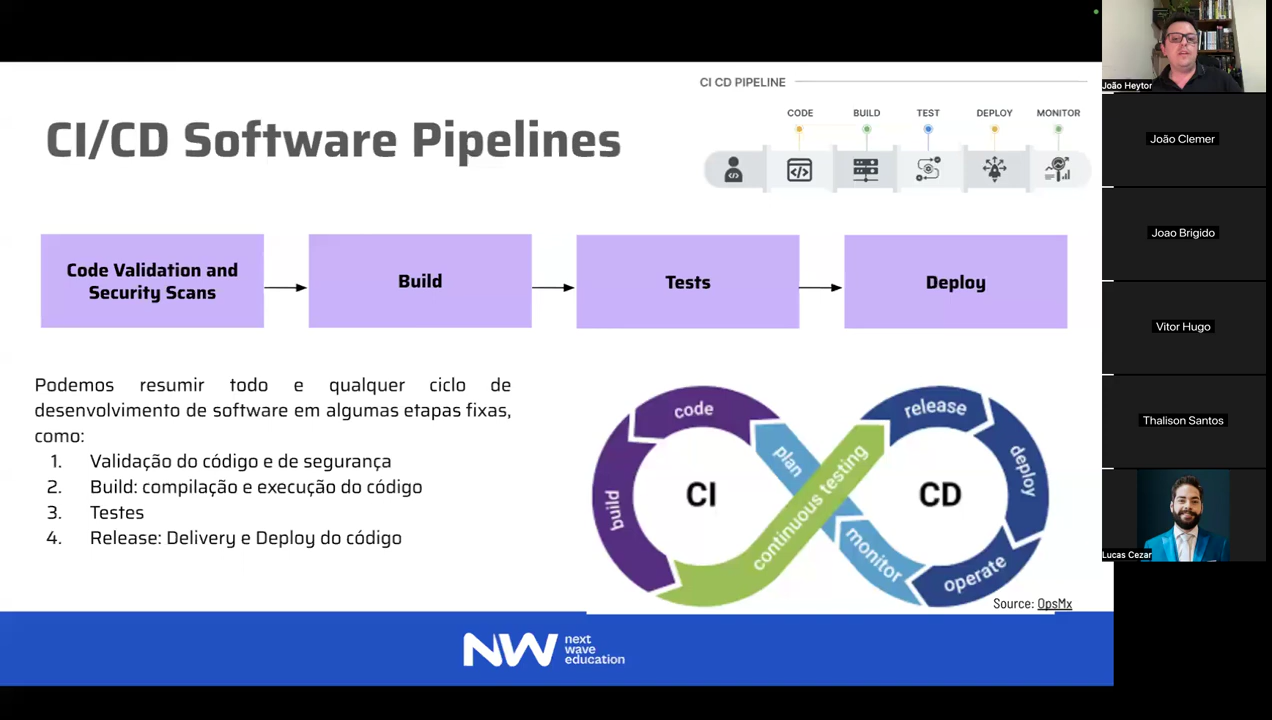 CI/CD Software Pipelines
CI CD PIPELINE
CODE
BUILD
TEST
DEPLOY
MONITOR
Code Validation and
Security Scans
Build
Tests
Deploy
Podemos resumir todo e qualquer ciclo de
desenvolvimento de software em algumas etapas fixas,
como:
1. Validação do código e de segurança
2. Build: compilação e execução do código
3. Testes
4. Release: Delivery e Deploy do código
code
build
plan
continuous testing
CI
release
deploy
operate
monitor
CD
Source: OpsMx
NW next
wave
education
João Heytor
João Clemer
Joao Brigido
Vitor Hugo
Thalison Santos
Lucas Cezar